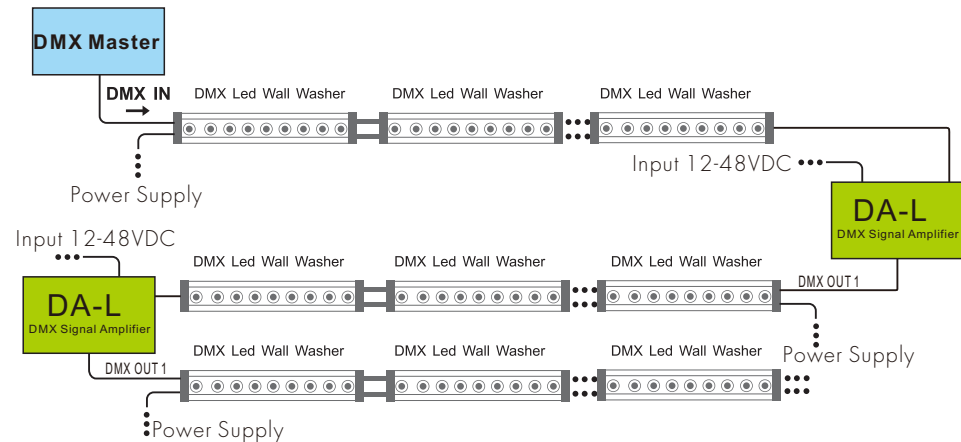 DMX Master
DMX IN
DMX Led Wall Washer
DMX Led Wall Washer
DMX Led Wall Washer
Power Supply
Input 12-48VDC
DA-L
DMX Signal Amplifier
Input 12-48VDC
DMX Led Wall Washer
DMX Led Wall Washer
DMX Led Wall Washer
DMX OUT 1
DA-L
DMX Signal Amplifier
Power Supply
DMX OUT 1
DMX Led Wall Washer
DMX Led Wall Washer
DMX Led Wall Washer
Power Supply